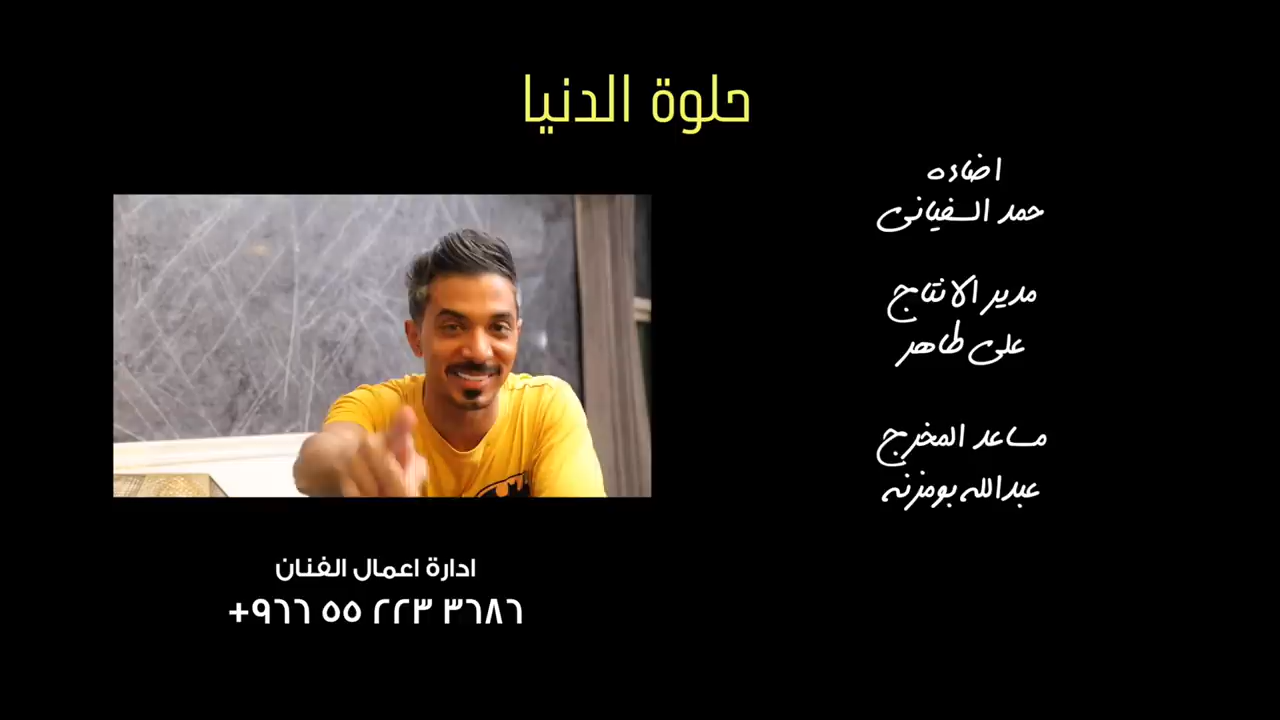 حلوة الدنيا
اضاءه
حمد السفياني
مدير الانتاج
علي طاهر
مساعد المخرج
عبدالله بومزنه
ادارة اعمال الفنان
+٩٦٦ ٥٥ ٢٢٣ ٣٦٨٦